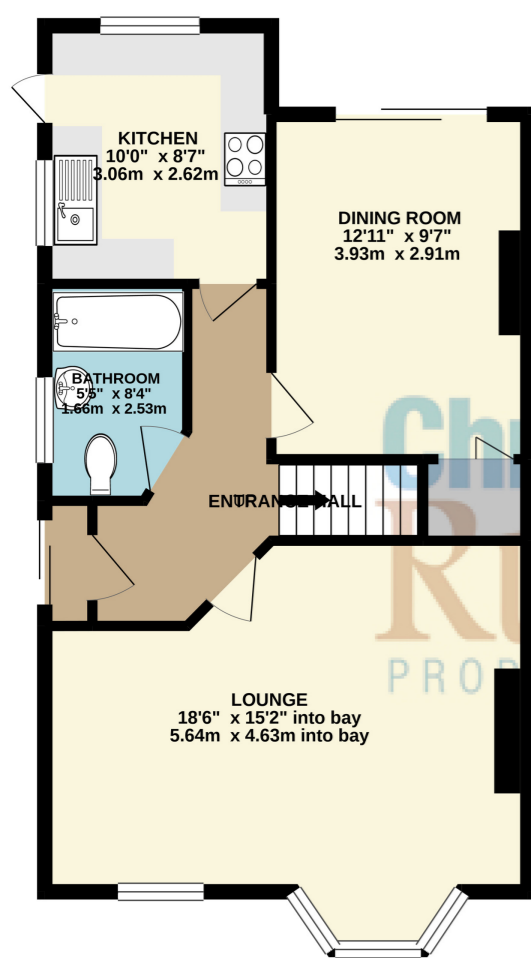 KITCHEN
10'0" x 8'7"
3.06m x 2.62m
DINING ROOM
12'11" x 9'7"
3.93m x 2.91m
BATHROOM
5'5" x 8'4"
1.66m x 2.53m
ENTRANCE HALL
LOUNGE
18'6" x 15'2" into bay
5.64m x 4.63m into bay